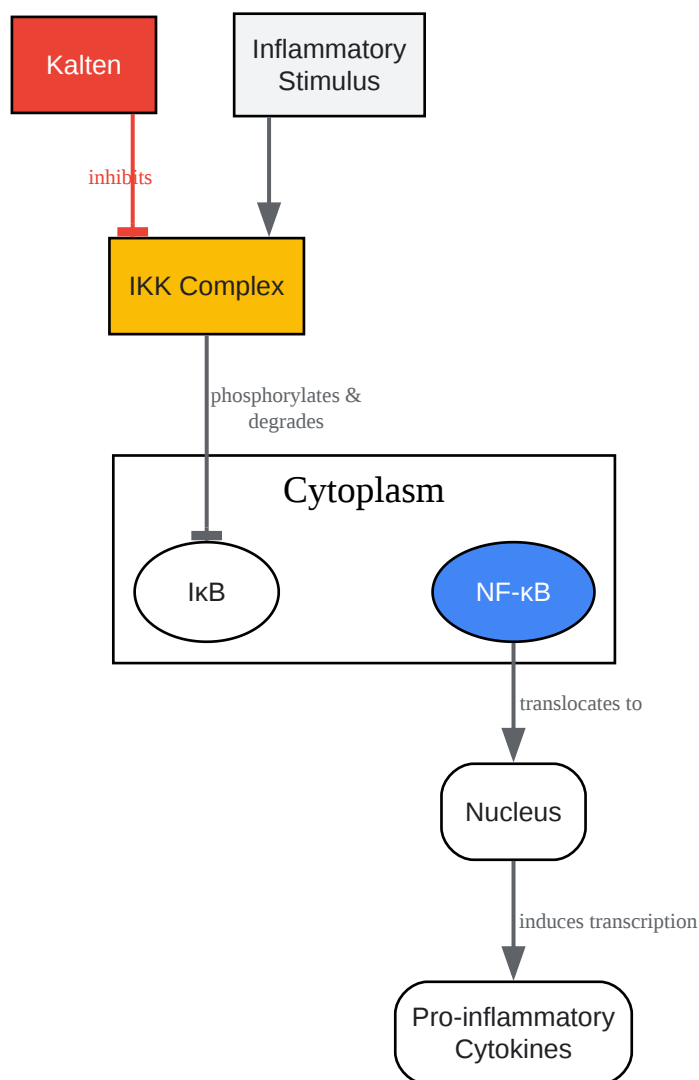 Kalten
Inflammatory
Stimulus
inhibits
IKK Complex
phosphorylates &
degrades
Cytoplasm
IκB
NF-κB
translocates to
Nucleus
induces transcription
Pro-inflammatory
Cytokines